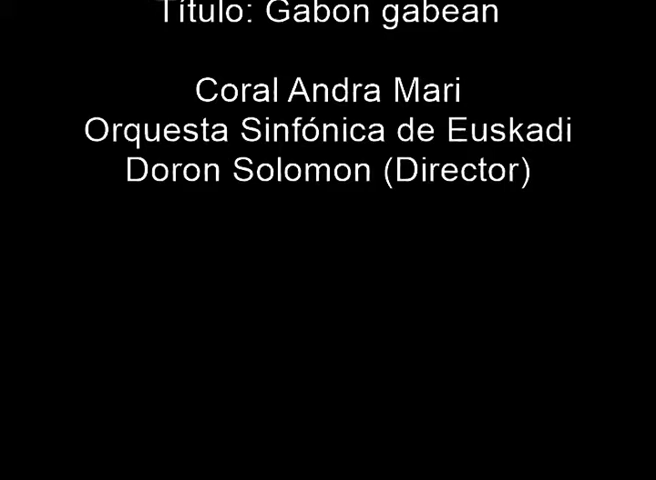 Título: Gabon gabean
Coral Andra Mari
Orquesta Sinfónica de Euskadi
Doron Solomon (Director)